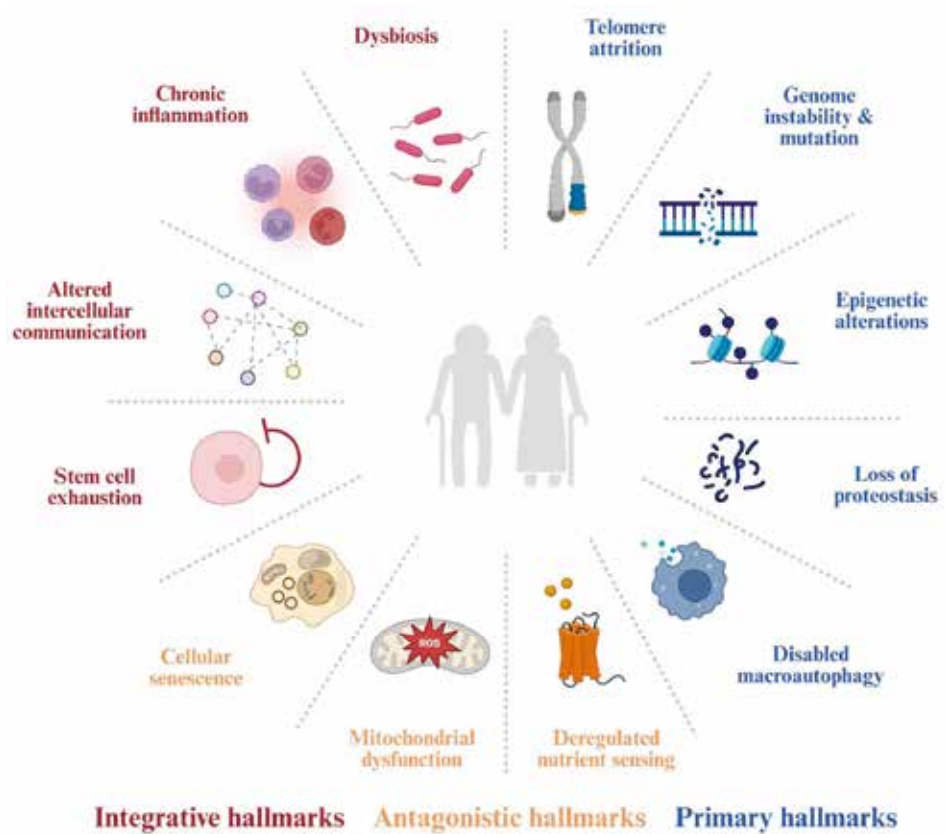 Dysbiosis
Telomere
attrition
Chronic
inflammation
Genome
instability &
mutation
Altered
intercellular
communication
Epigenetic
alterations
Stem cell
exhaustion
Loss of
proteostasis
ROS
Cellular
senescence
Disabled
macroautophagy
Mitochondrial
dysfunction
Deregulated
nutrient sensing
Integrative hallmarks Antagonistic hallmarks Primary hallmarks